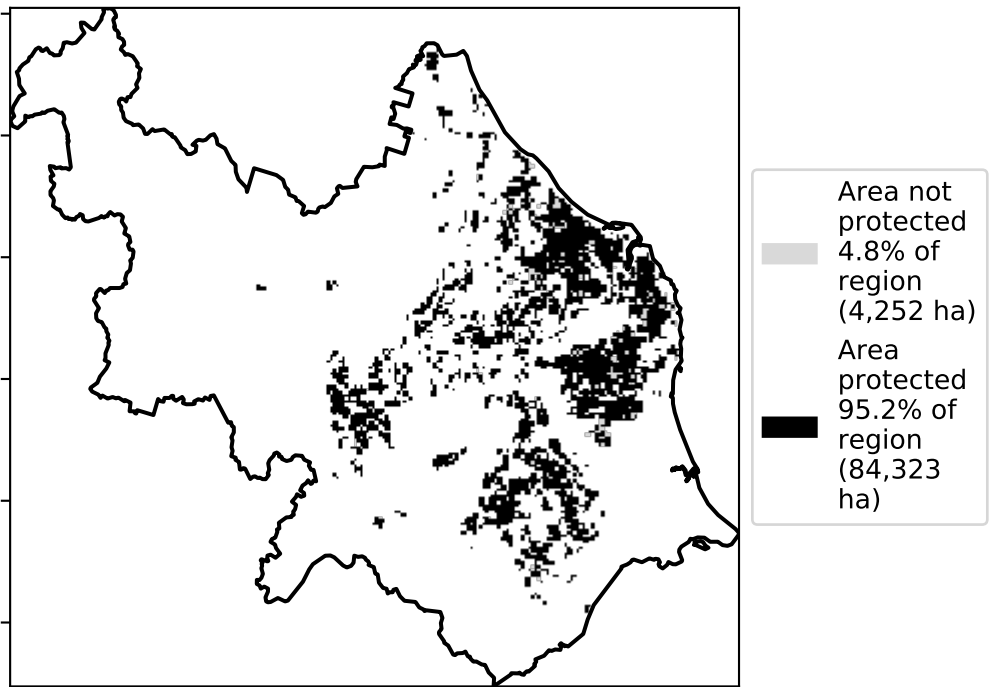 Area not
protected
4.8% of
region
(4,252 ha)
Area
protected
95.2% of
region
(84,323
ha)